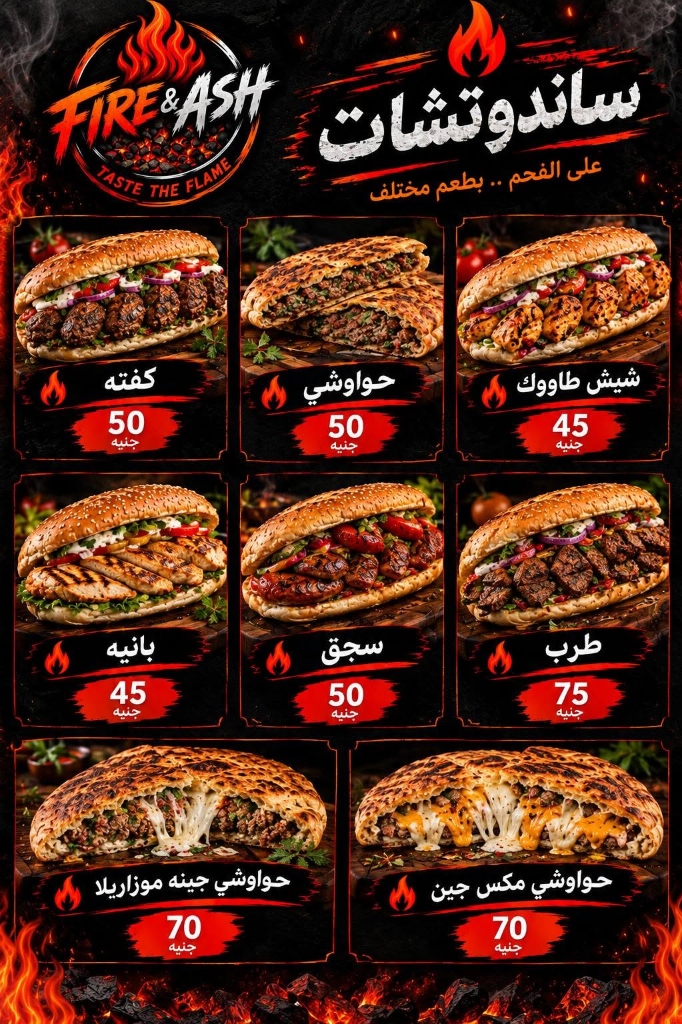 FIRE & ASH
TASTE THE FLAME
ساندوتشات
على الفحم .. بطعم مختلف
شيش طاووك
45
جنيه
حواوشي
50
جنيه
كفته
50
جنيه
طرب
75
جنيه
سجق
50
جنيه
بانيه
45
جنيه
حواوشي مكس جبن
70
جنيه
حواوشي جبنه موزاريلا
70
جنيه